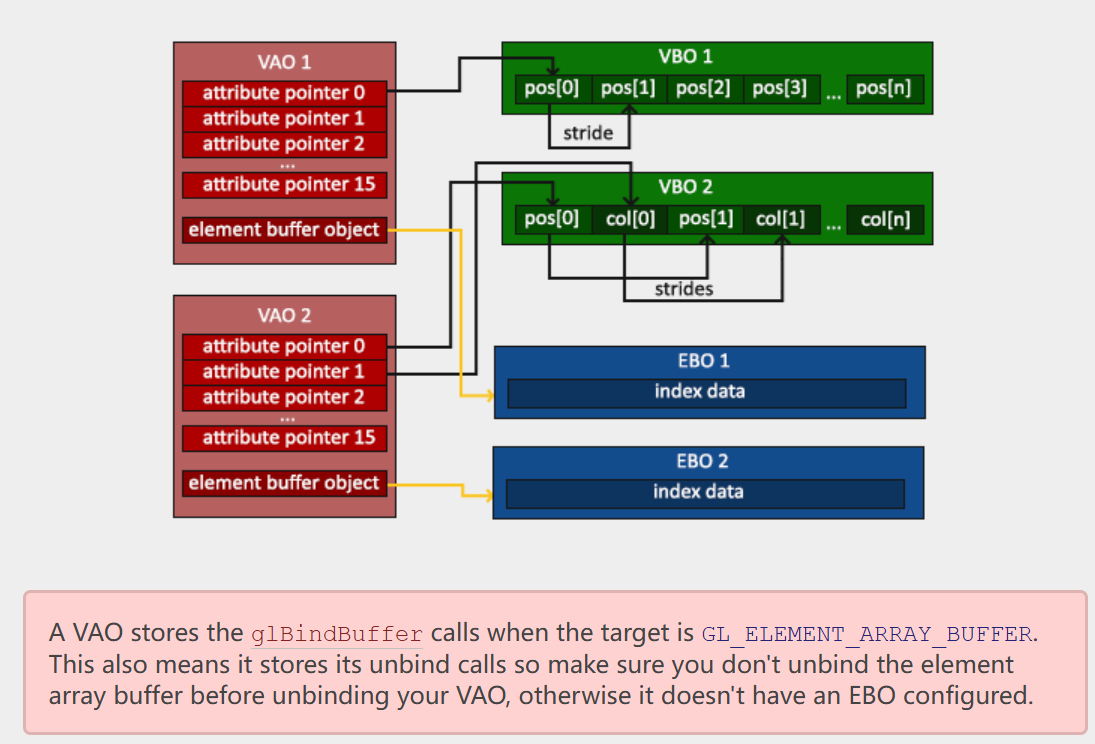 VAO 1
attribute pointer 0
attribute pointer 1
attribute pointer 2
...
attribute pointer 15
element buffer object
VBO 1
pos[0] pos[1] pos[2] pos[3] ... pos[n]
stride
VBO 2
pos[0] col[0] pos[1] col[1] ... col[n]
strides
VAO 2
attribute pointer 0
attribute pointer 1
attribute pointer 2
...
attribute pointer 15
element buffer object
EBO 1
index data
EBO 2
index data
A VAO stores the glBindBuffer calls when the target is GL_ELEMENT_ARRAY_BUFFER.
This also means it stores its unbind calls so make sure you don't unbind the element
array buffer before unbinding your VAO, otherwise it doesn't have an EBO configured.